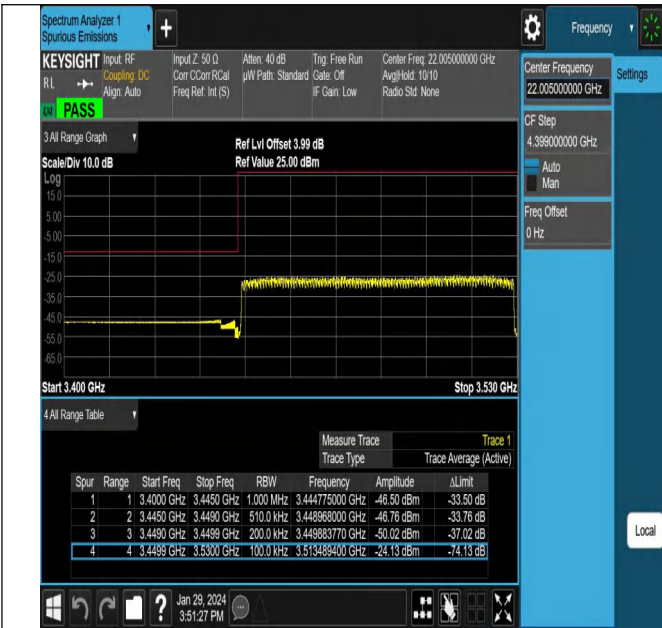 Spectrum Analyzer 1
Spurious Emissions
Frequency
KEYSIGHT Input: RF Input Z: 50 Ω Atten: 40 dB Trig: Free Run Center Freq: 22.005000000 GHz
RL Coupling: DC Corr CCorr RCal µW Path: Standard Gate: Off Avg|Hold: 10/10
Align: Auto Freq Ref: Int (S) IF Gain: Low Radio Std: None
PASS
Center Frequency
22.005000000 GHz
Settings
CF Step
4.399000000 GHz
Auto
Man
Freq Offset
0 Hz
3 All Range Graph
Ref Lvl Offset 3.99 dB
Scale/Div 10.0 dB Ref Value 25.00 dBm
Log
15.0
5.00
-5.00
-15.0
-25.0
-35.0
-45.0
-55.0
-65.0
Start 3.400 GHz Stop 3.530 GHz
4 All Range Table
Measure Trace Trace 1
Trace Type Trace Average (Active)
Spur Range Start Freq Stop Freq RBW Frequency Amplitude ΔLimit
1 1 3.4000 GHz 3.4450 GHz 1.000 MHz 3.444775000 GHz -46.50 dBm -33.50 dB
2 2 3.4450 GHz 3.4490 GHz 510.0 kHz 3.448968000 GHz -46.76 dBm -33.76 dB
3 3 3.4490 GHz 3.4499 GHz 200.0 kHz 3.449883770 GHz -50.02 dBm -37.02 dB
4 4 3.4499 GHz 3.5300 GHz 100.0 kHz 3.513489400 GHz -24.13 dBm -74.13 dB
Local
Jan 29, 2024
3:51:27 PM